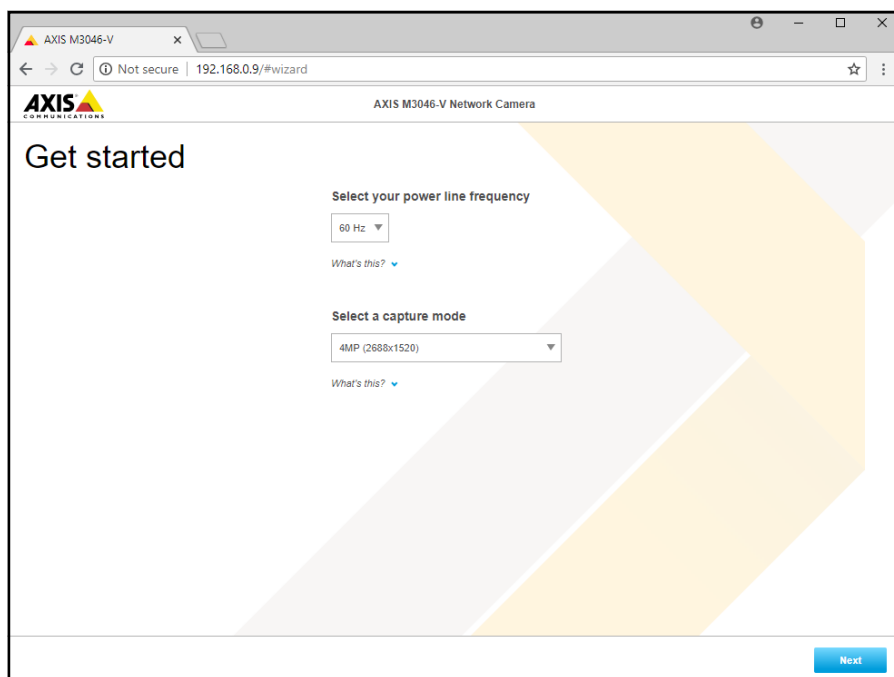 AXIS M3046-V
Not secure | 192.168.0.9/#wizard
AXIS
COMMUNICATIONS
AXIS M3046-V Network Camera
Get started
Select your power line frequency
60 Hz
What's this?
Select a capture mode
4MP (2688x1520)
What's this?
Next